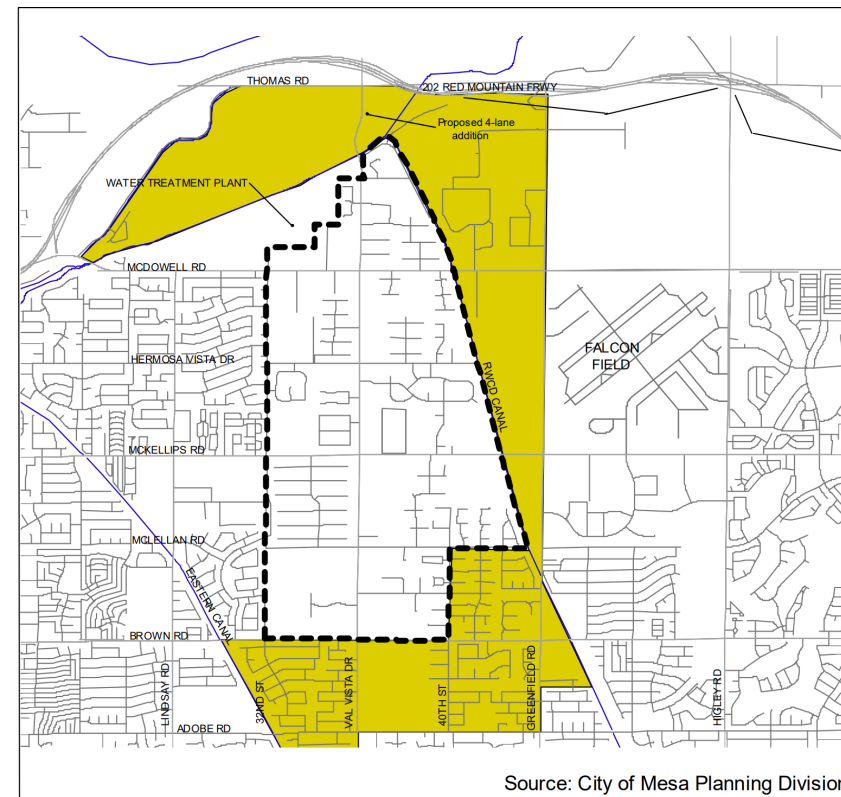 THOMAS RD
202 RED MOUNTAIN FRWY
Proposed 4-lane
addition
WATER TREATMENT PLANT
MCDOWELL RD
FALCON
FIELD
HERMOSA VISTA DR
RWCD CANAL
MCKELLIPS RD
MCLELLAN RD
EASTERN CANAL
BROWN RD
LINDSAY RD
32ND ST
VAL VISTA DR
40TH ST
GREENFIELD RD
HIGLEY RD
ADOBE RD
Source: City of Mesa Planning Division